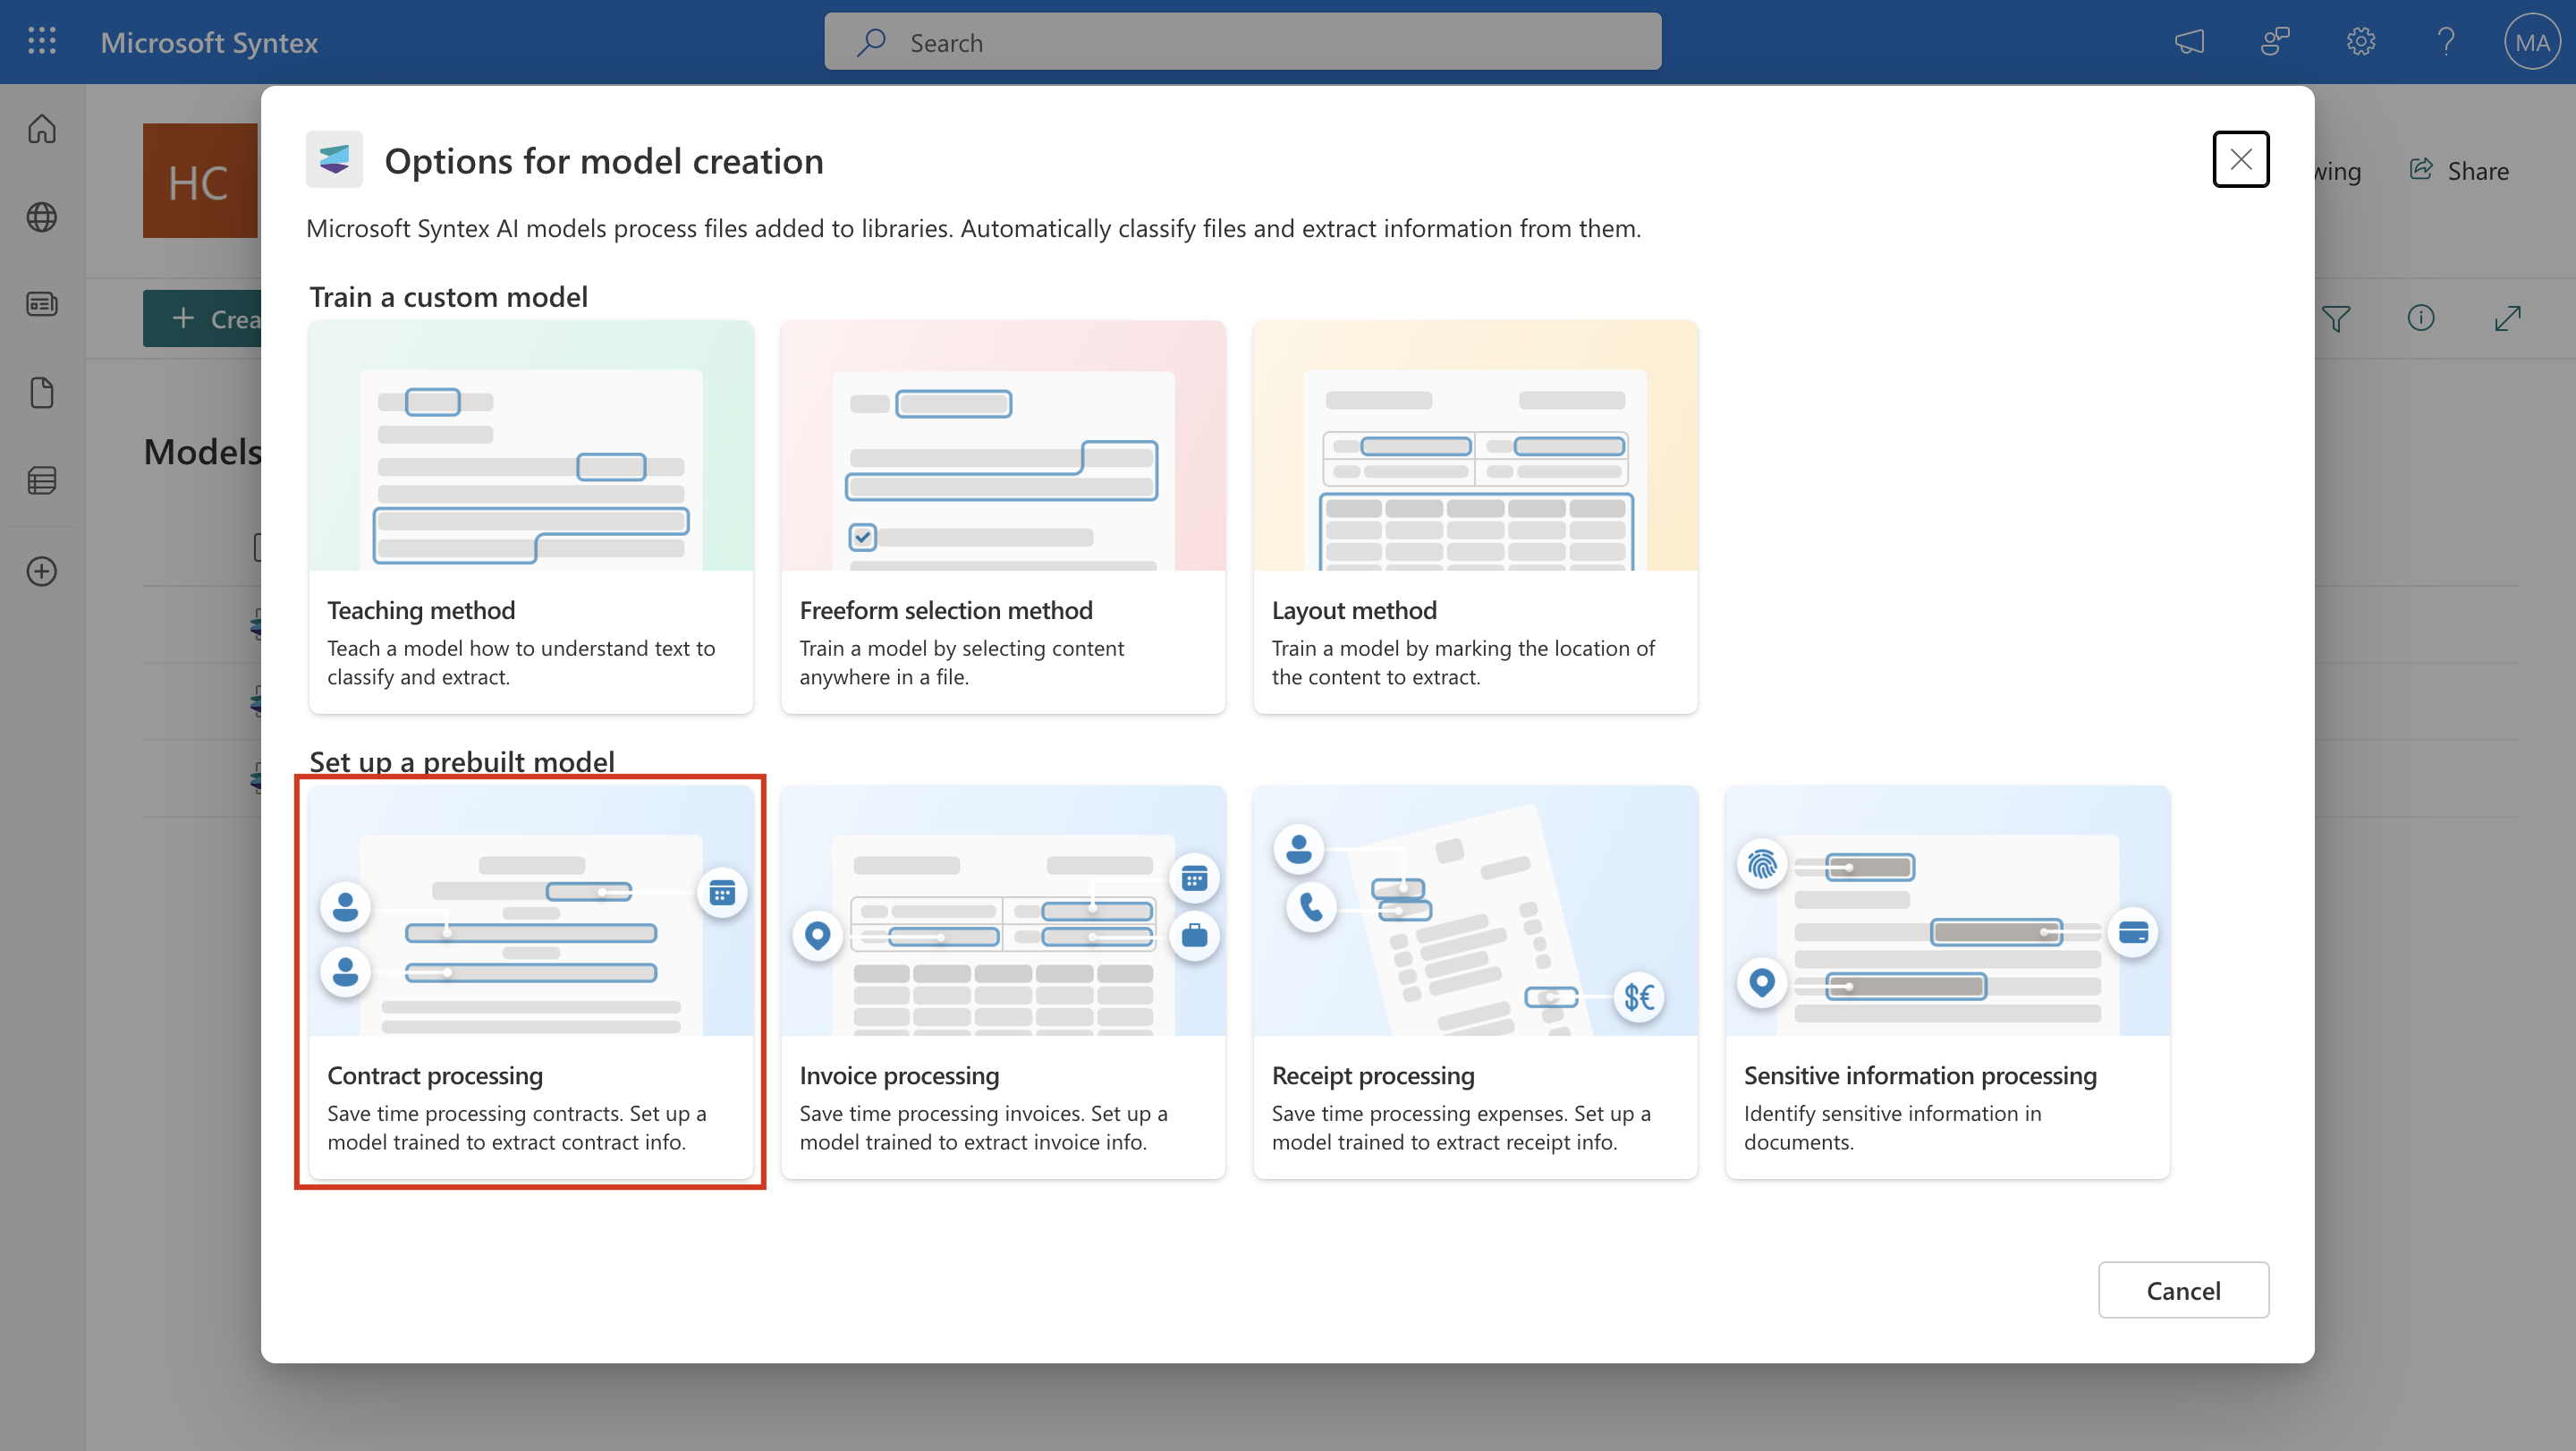 Microsoft Syntex
Search
?
MA
HC
Options for model creation
wing
Share
Microsoft Syntex AI models process files added to libraries. Automatically classify files and extract information from them.
Train a custom model
+ Crea
Models
Teaching method
Teach a model how to understand text to
classify and extract.
Freeform selection method
Train a model by selecting content
anywhere in a file.
Layout method
Train a model by marking the location of
the content to extract.
Set up a prebuilt model
$€
Contract processing
Save time processing contracts. Set up a
model trained to extract contract info.
Invoice processing
Save time processing invoices. Set up a
model trained to extract invoice info.
Receipt processing
Save time processing expenses. Set up a
model trained to extract receipt info.
Sensitive information processing
Identify sensitive information in
documents.
Cancel